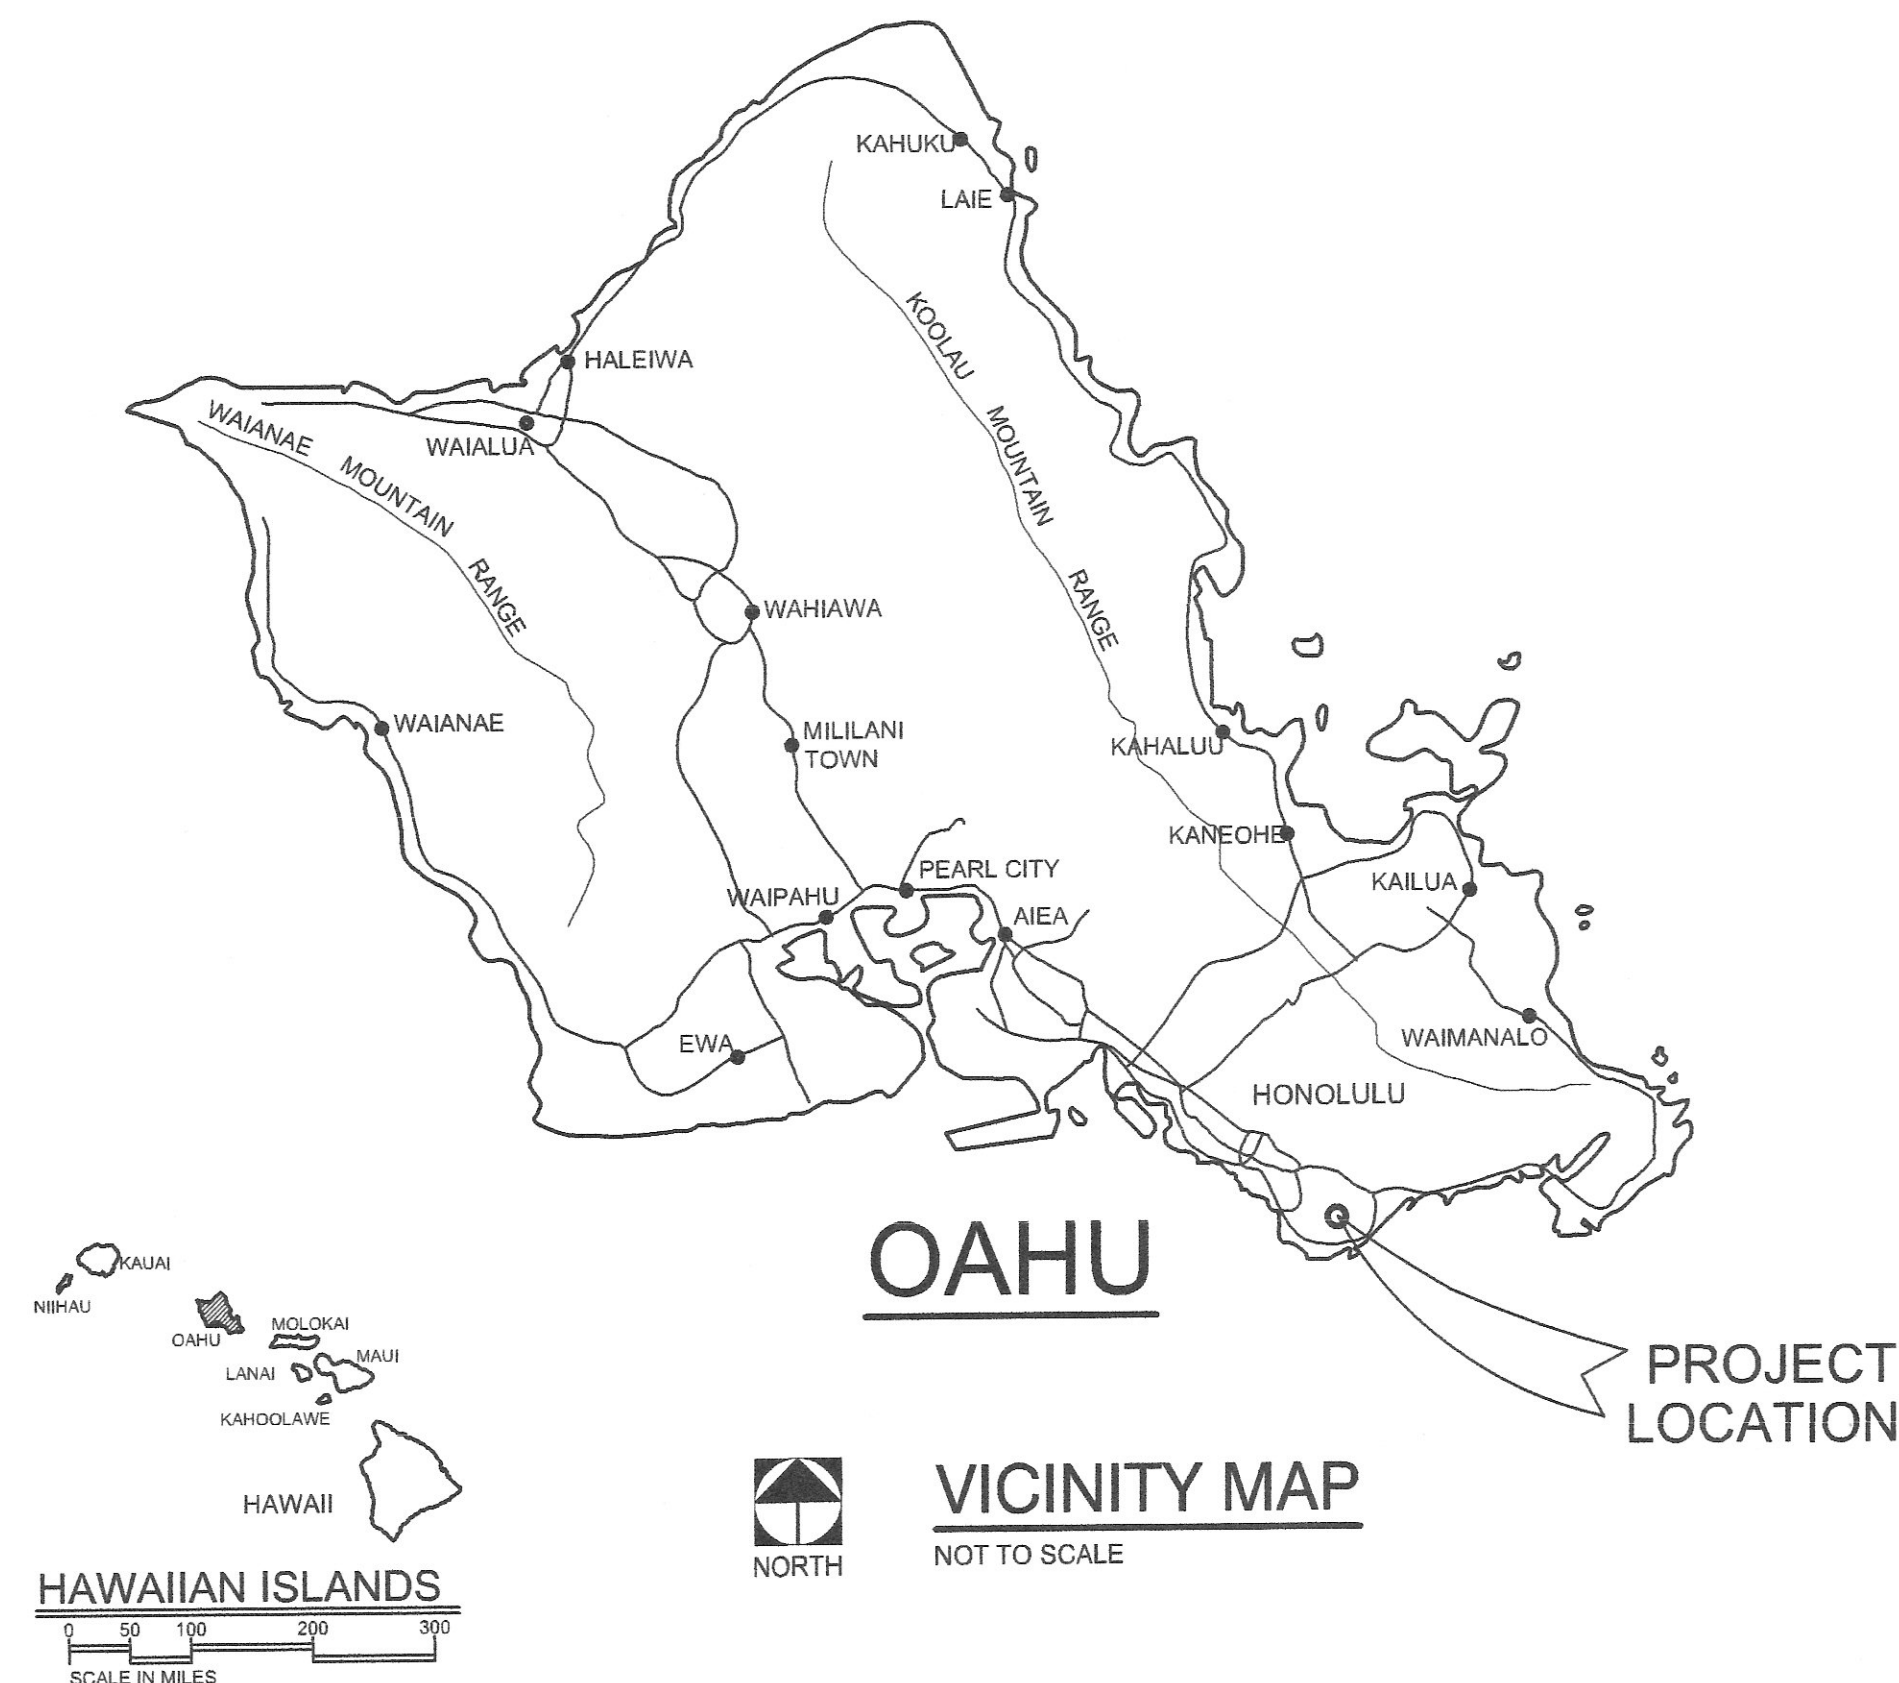 KAHUKU
LAIE
KOOLAU MOUNTAIN RANGE
HALEIWA
WAIANAE MOUNTAIN RANGE
WAIALUA
WAHIAWA
WAIANAE
MILILANI
TOWN
KAHALUU
KANEOHE
PEARL CITY
KAILUA
WAIPAHU
AIEA
WAIMANALO
EWA
HONOLULU
OAHU
PROJECT
LOCATION
KAUAI
NIIHAU
OAHU
MOLOKAI
LANAI
MAUI
KAHOOLAWE
HAWAII
HAWAIIAN ISLANDS
0 50 100 200 300
SCALE IN MILES
NORTH
VICINITY MAP
NOT TO SCALE